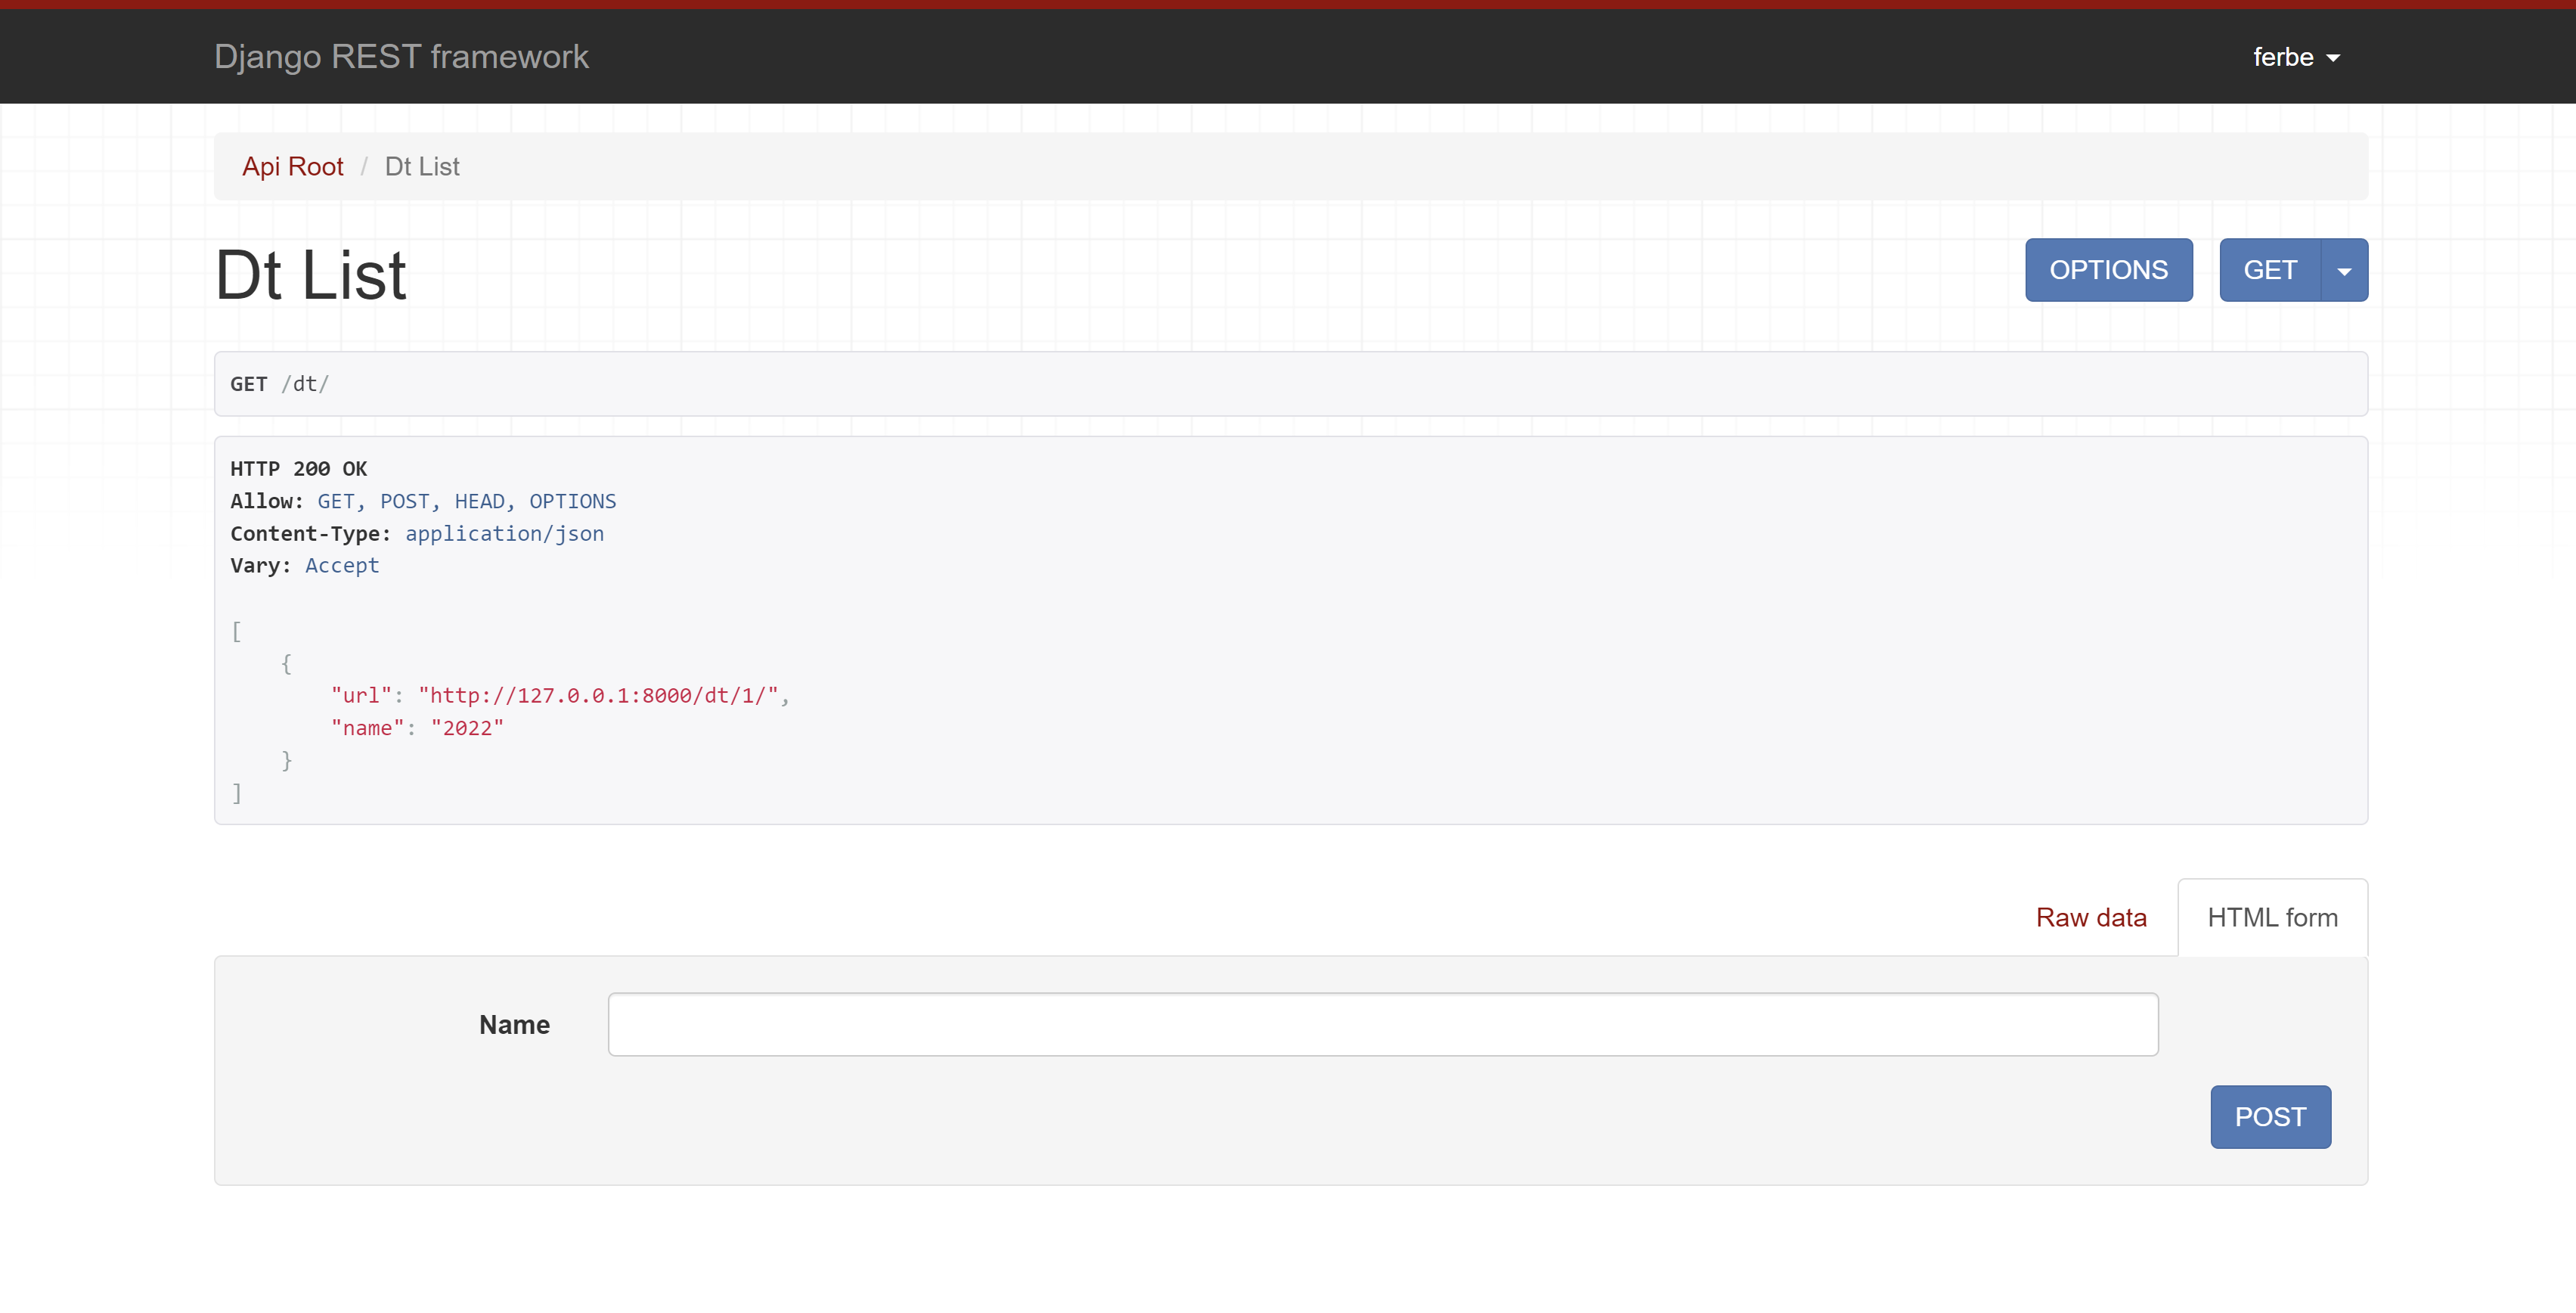 Django REST framework
ferbe
Api Root / Dt List
Dt List
OPTIONS
GET
GET /dt/
HTTP 200 OK
Allow: GET, POST, HEAD, OPTIONS
Content-Type: application/json
Vary: Accept
[
    {
        "url": "http://127.0.0.1:8000/dt/1/",
        "name": "2022"
    }
]
Raw data
HTML form
Name
POST